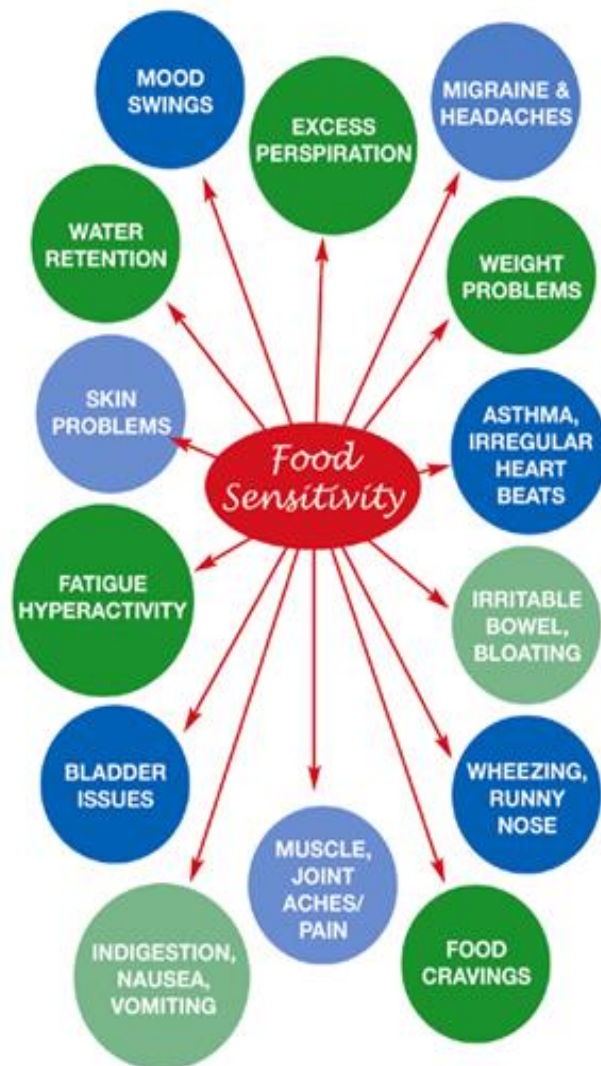 MOOD
SWINGS
EXCESS
PERSPIRATION
MIGRAINE &
HEADACHES
WATER
RETENTION
WEIGHT
PROBLEMS
SKIN
PROBLEMS
Food
Sensitivity
ASTHMA,
IRREGULAR
HEART
BEATS
FATIGUE
HYPERACTIVITY
IRRITABLE
BOWEL,
BLOATING
BLADDER
ISSUES
WHEEZING,
RUNNY
NOSE
MUSCLE,
JOINT
ACHES/
PAIN
INDIGESTION,
NAUSEA,
VOMITING
FOOD
CRAVINGS